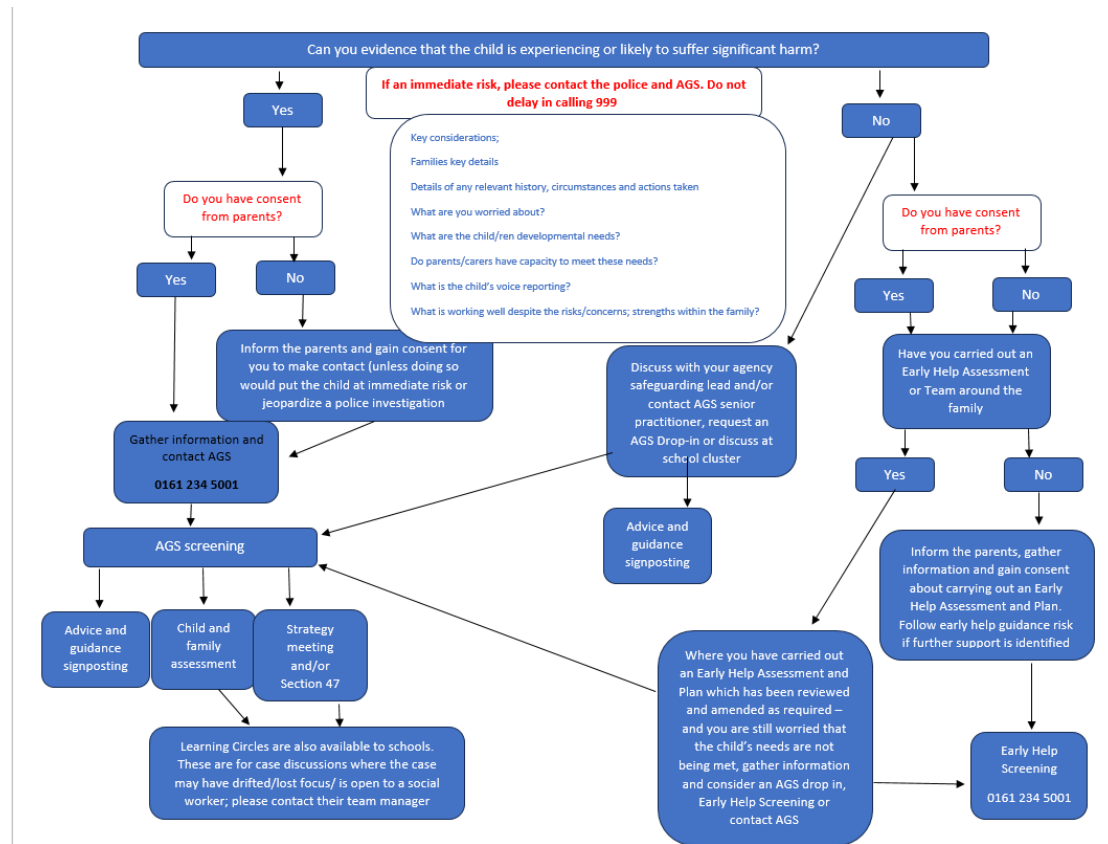 Can you evidence that the child is experiencing or likely to suffer significant harm?
If an immediate risk, please contact the police and AGS. Do not
delay in calling 999
Yes
No
Key considerations;
Families key details
Details of any relevant history, circumstances and actions taken
What are you worried about?
What are the child/ren developmental needs?
Do parents/carers have capacity to meet these needs?
What is the child's voice reporting?
What is working well despite the risks/concerns; strengths within the family?
Do you have consent
from parents?
Yes
No
Inform the parents and gain consent for
you to make contact (unless doing so
would put the child at immediate risk or
jeopardize a police investigation
Gather information and
contact AGS
0161 234 5001
AGS screening
Advice and
guidance
signposting
Child and
family
assessment
Strategy
meeting
and/or
Section 47
Learning Circles are also available to schools.
These are for case discussions where the case
may have drifted/lost focus/ is open to a social
worker; please contact their team manager
Discuss with your agency
safeguarding lead and/or
contact AGS senior
practitioner, request an
AGS Drop-in or discuss at
school cluster
Advice and
guidance
signposting
Do you have consent
from parents?
Yes
No
Have you carried out an
Early Help Assessment
or Team around the
family
Yes
No
Inform the parents, gather
information and gain consent
about carrying out an Early
Help Assessment and Plan.
Follow early help guidance risk
if further support is identified
Where you have carried out
an Early Help Assessment and
Plan which has been reviewed
and amended as required –
and you are still worried that
the child's needs are not
being met, gather information
and consider an AGS drop in,
Early Help Screening or
contact AGS
Early Help
Screening
0161 234 5001